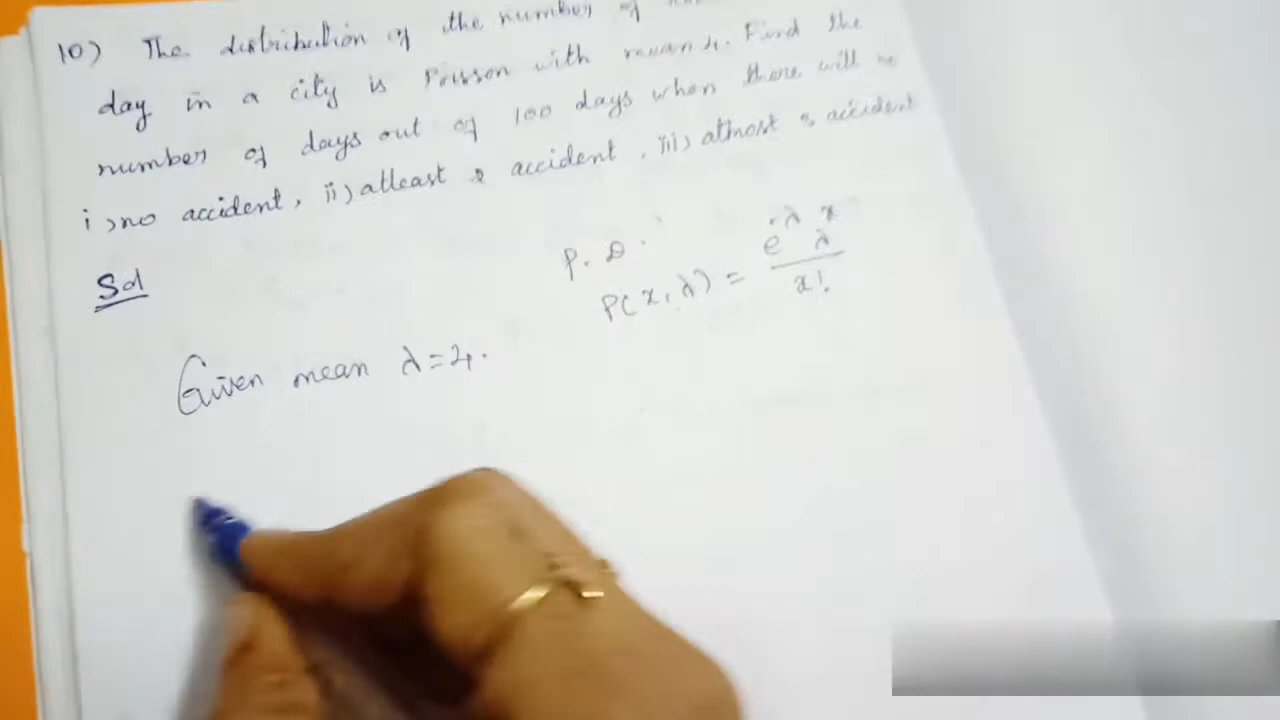 10) The distribution of the number of
day in a city is Poisson with mean 4. Find the
number of days out of 100 days when there will
i) no accident, ii) atleast 2 accident, iii) atmost 3 accident
Sol
P.D.
P(x, λ) = e^-λ λ^x / x!
Given mean λ = 4.